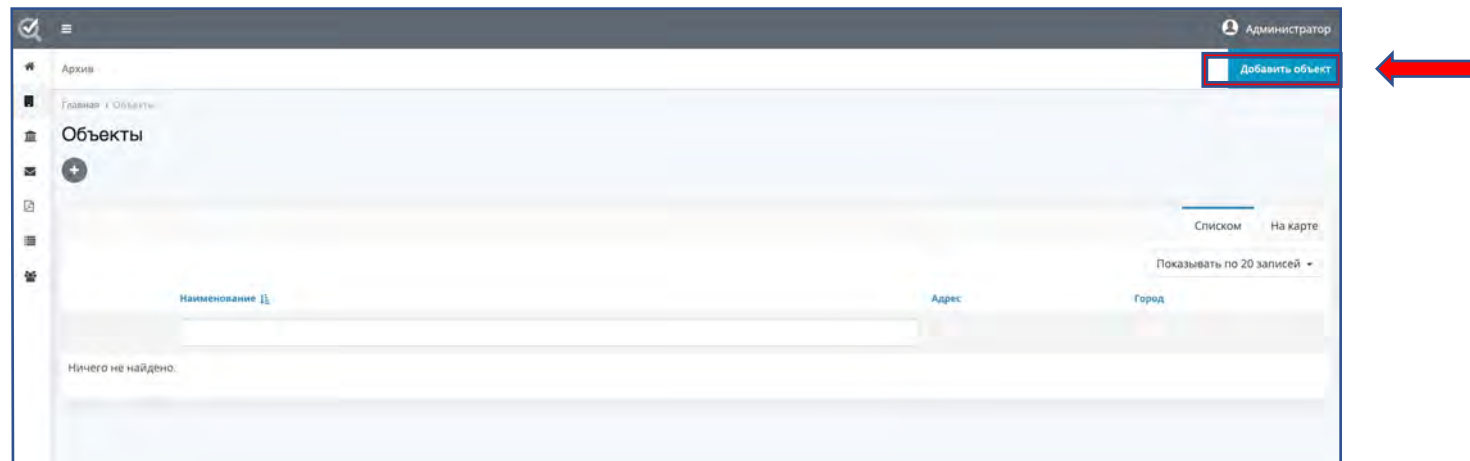 Администратор
Архив
Добавить объект
Главная / Объекты
Объекты
Списком На карте
Показывать по 20 записей
Наименование Адрес Город
Ничего не найдено.